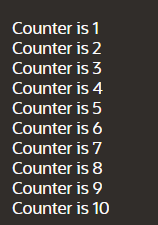 Counter is 1
Counter is 2
Counter is 3
Counter is 4
Counter is 5
Counter is 6
Counter is 7
Counter is 8
Counter is 9
Counter is 10